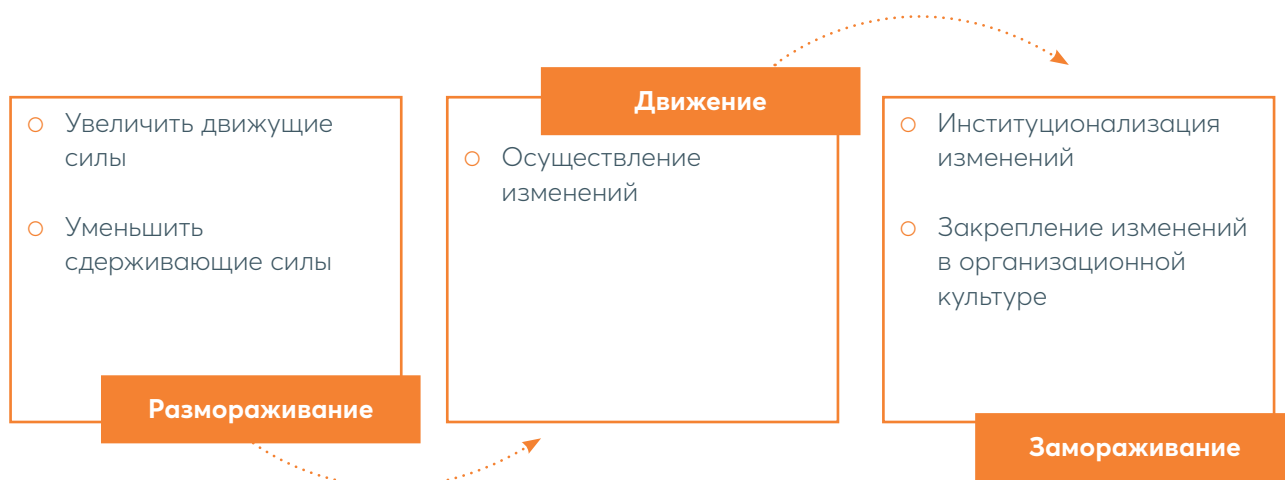 Увеличить движущие
силы
Уменьшить
сдерживающие силы
Размораживание
Движение
Осуществление
изменений
Институционализация
изменений
Закрепление изменений
в организационной
культуре
Замораживание